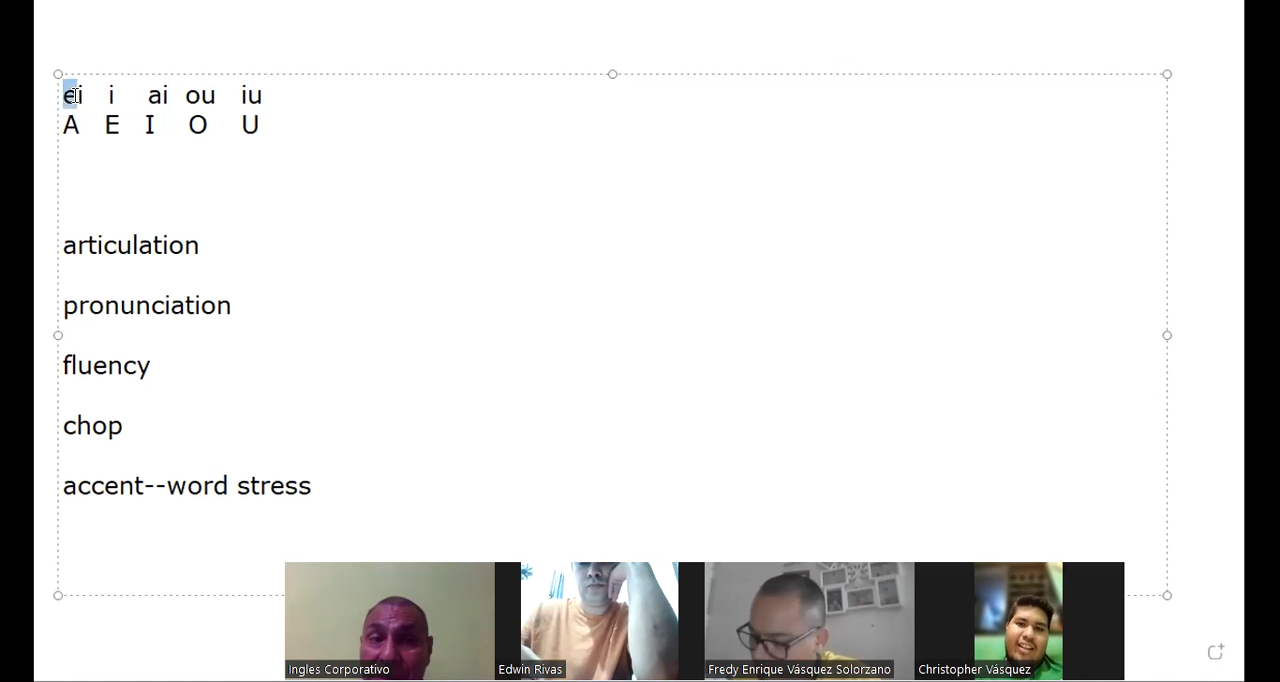 ei i ai ou iu
A E I O U
articulation
pronunciation
fluency
chop
accent--word stress
Ingles Corporativo
Edwin Rivas
Fredy Enrique Vásquez Solorzano
Christopher Vásquez